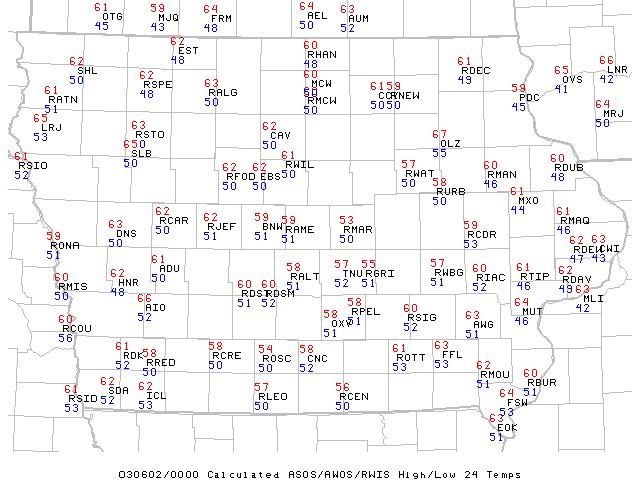 61 OTG 45
59 MJQ 43
64 FRM 48
64 AEL 50
63 AUM 52
62 EST 48
60 RHAN 48
62 SHL 50
62 RSPE 48
63 RALG 50
60 MCW
RMCW 50
61 50
59 RNEW 50
61 RDEC 49
59 PDC 45
65 OVS 41
66 LNR 42
64 MRJ 50
61 RATN 51
65 LRJ 53
63 RSTO 50
65 SLB 50
62 CAV 50
67 OLZ 55
61 RSIO 52
62 RFOD 50
62 EBS 50
61 RWIL 50
57 RWAT 50
58 RURB 50
60 RMAN 46
60 RDUB 48
61 MXO 44
61 RMAQ 46
59 RONA 51
63 DNS 50
62 RCAR 50
62 RJEF 51
59 BNW 51
59 RAME 51
53 RMAR 50
59 RCDR 53
62 47
63 CWI 43
60 RMIS 50
62 HNR 48
61 ADU 50
60 RDST 51
60 RDSM 52
58 RALT 51
57 TNU 52
55 RGRI 51
57 RWBG 51
60 RIAC 52
61 RTIP 46
62 RDAV 49
63 MLI 42
66 AIO 52
60 RCOU 56
58 OXV 51
58 RPEL 51
60 RSIG 52
63 AWG 51
64 MUT 46
61 RDK 52
58 RRED 50
58 RCRE 50
54 ROSC 50
58 CNC 52
61 ROTT 53
63 FFL 53
62 RMOU 51
60 RBUR 51
61 RSID 53
62 SDA 52
62 ICL 53
57 RLEO 50
56 RCEN 50
64 FSW 53
63 EOK 51
030602/0000 Calculated ASOS/AWOS/RWIS High/Low 24 Temps